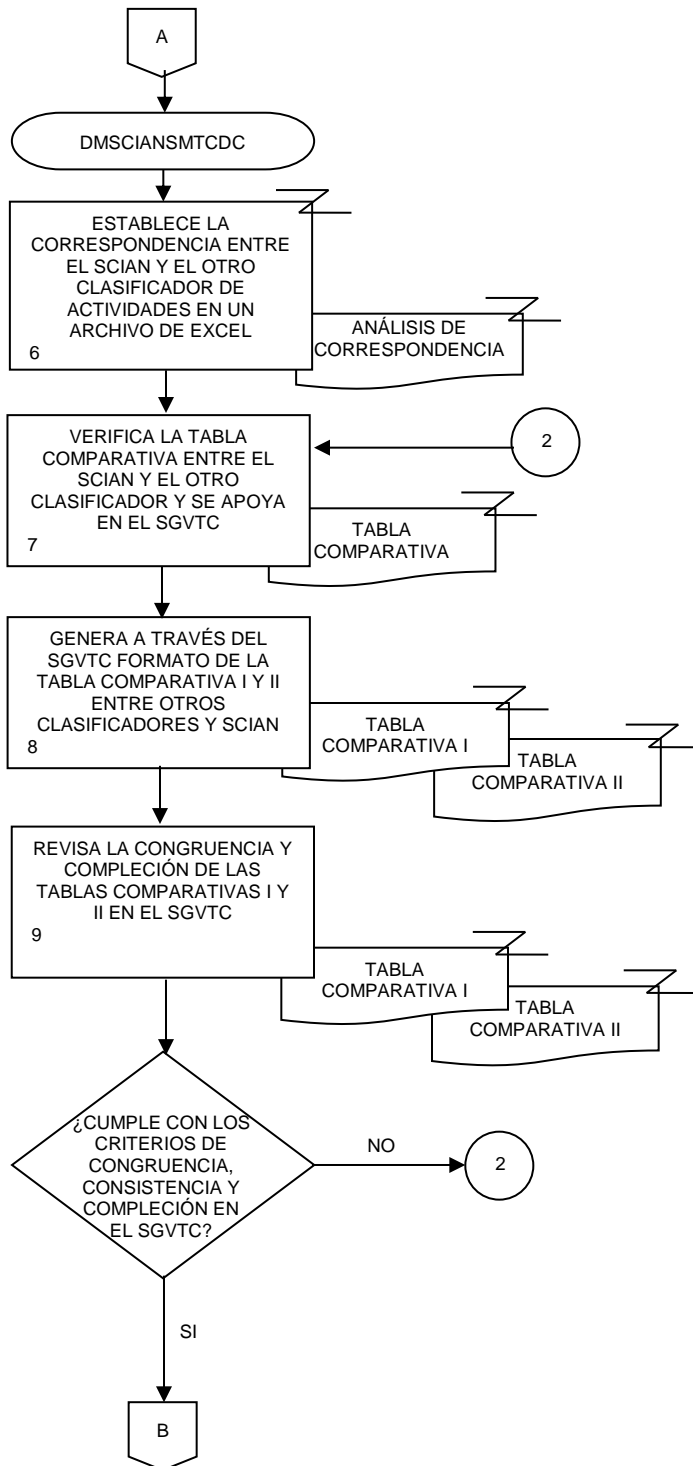 A
DMSCIANSMTCDC
ESTABLECE LA
CORRESPONDENCIA ENTRE
EL SCIAN Y EL OTRO
CLASIFICADOR DE
ACTIVIDADES EN UN
ARCHIVO DE EXCEL
6
ANÁLISIS DE
CORRESPONDENCIA
VERIFICA LA TABLA
COMPARATIVA ENTRE EL
SCIAN Y EL OTRO
CLASIFICADOR Y SE APOYA
EN EL SGVTC
7
2
TABLA
COMPARATIVA
GENERA A TRAVÉS DEL
SGVTC FORMATO DE LA
TABLA COMPARATIVA I Y II
ENTRE OTROS
CLASIFICADORES Y SCIAN
8
TABLA
COMPARATIVA I
TABLA
COMPARATIVA II
REVISA LA CONGRUENCIA Y
COMPLECIÓN DE LAS
TABLAS COMPARATIVAS I Y
II EN EL SGVTC
9
TABLA
COMPARATIVA I
TABLA
COMPARATIVA II
¿CUMPLE CON LOS
CRITERIOS DE
CONGRUENCIA,
CONSISTENCIA Y
COMPLECIÓN EN
EL SGVTC?
NO
2
SI
B